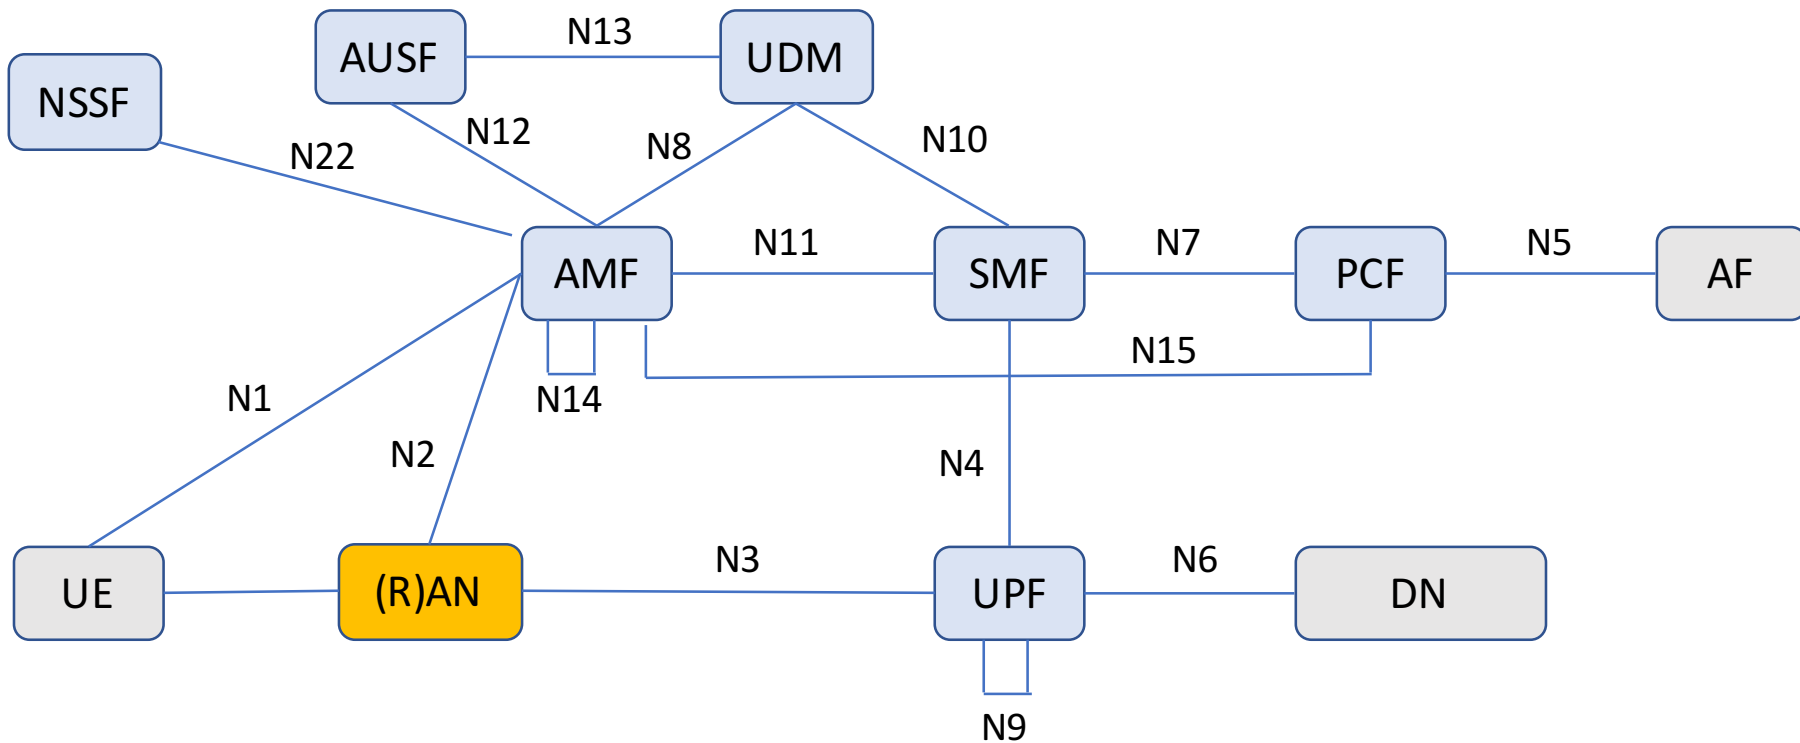 N13
AUSF
UDM
NSSF
N12
N8
N10
N22
N11
N7
N5
AMF
SMF
PCF
AF
N15
N14
N1
N2
N4
N3
N6
UE
(R)AN
UPF
DN
N9